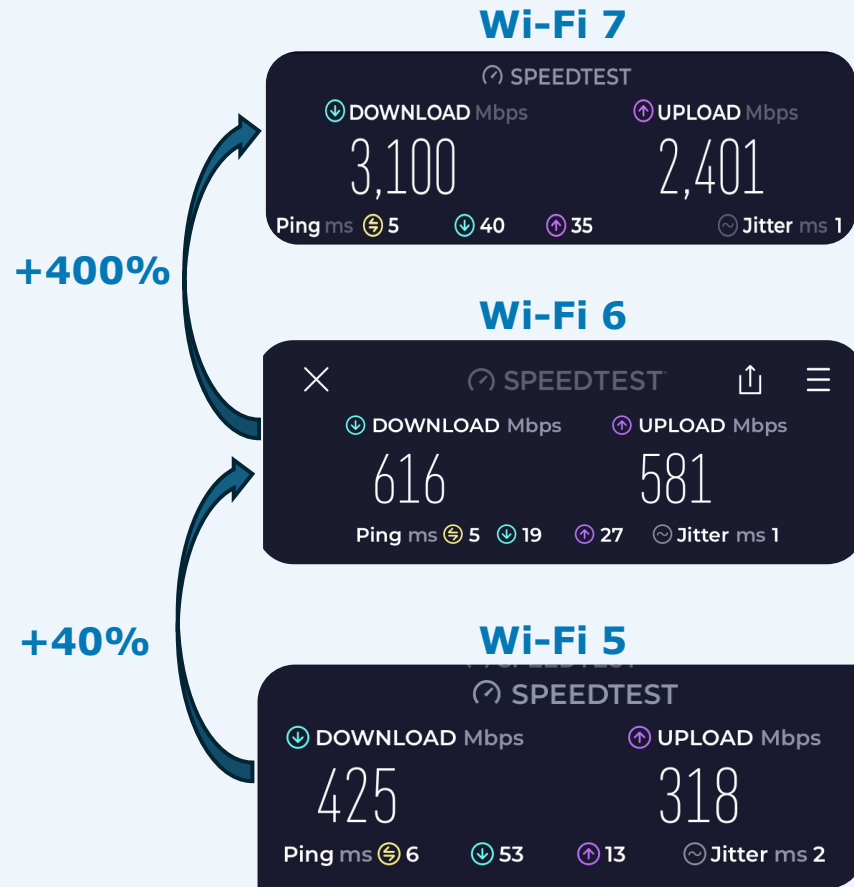 Wi-Fi 7
SPEEDTEST
DOWNLOAD Mbps UPLOAD Mbps
3,100 2,401
Ping ms 5 40 35 Jitter ms 1
+400%
Wi-Fi 6
SPEEDTEST
DOWNLOAD Mbps UPLOAD Mbps
616 581
Ping ms 5 19 27 Jitter ms 1
+40%
Wi-Fi 5
SPEEDTEST
DOWNLOAD Mbps UPLOAD Mbps
425 318
Ping ms 6 53 13 Jitter ms 2